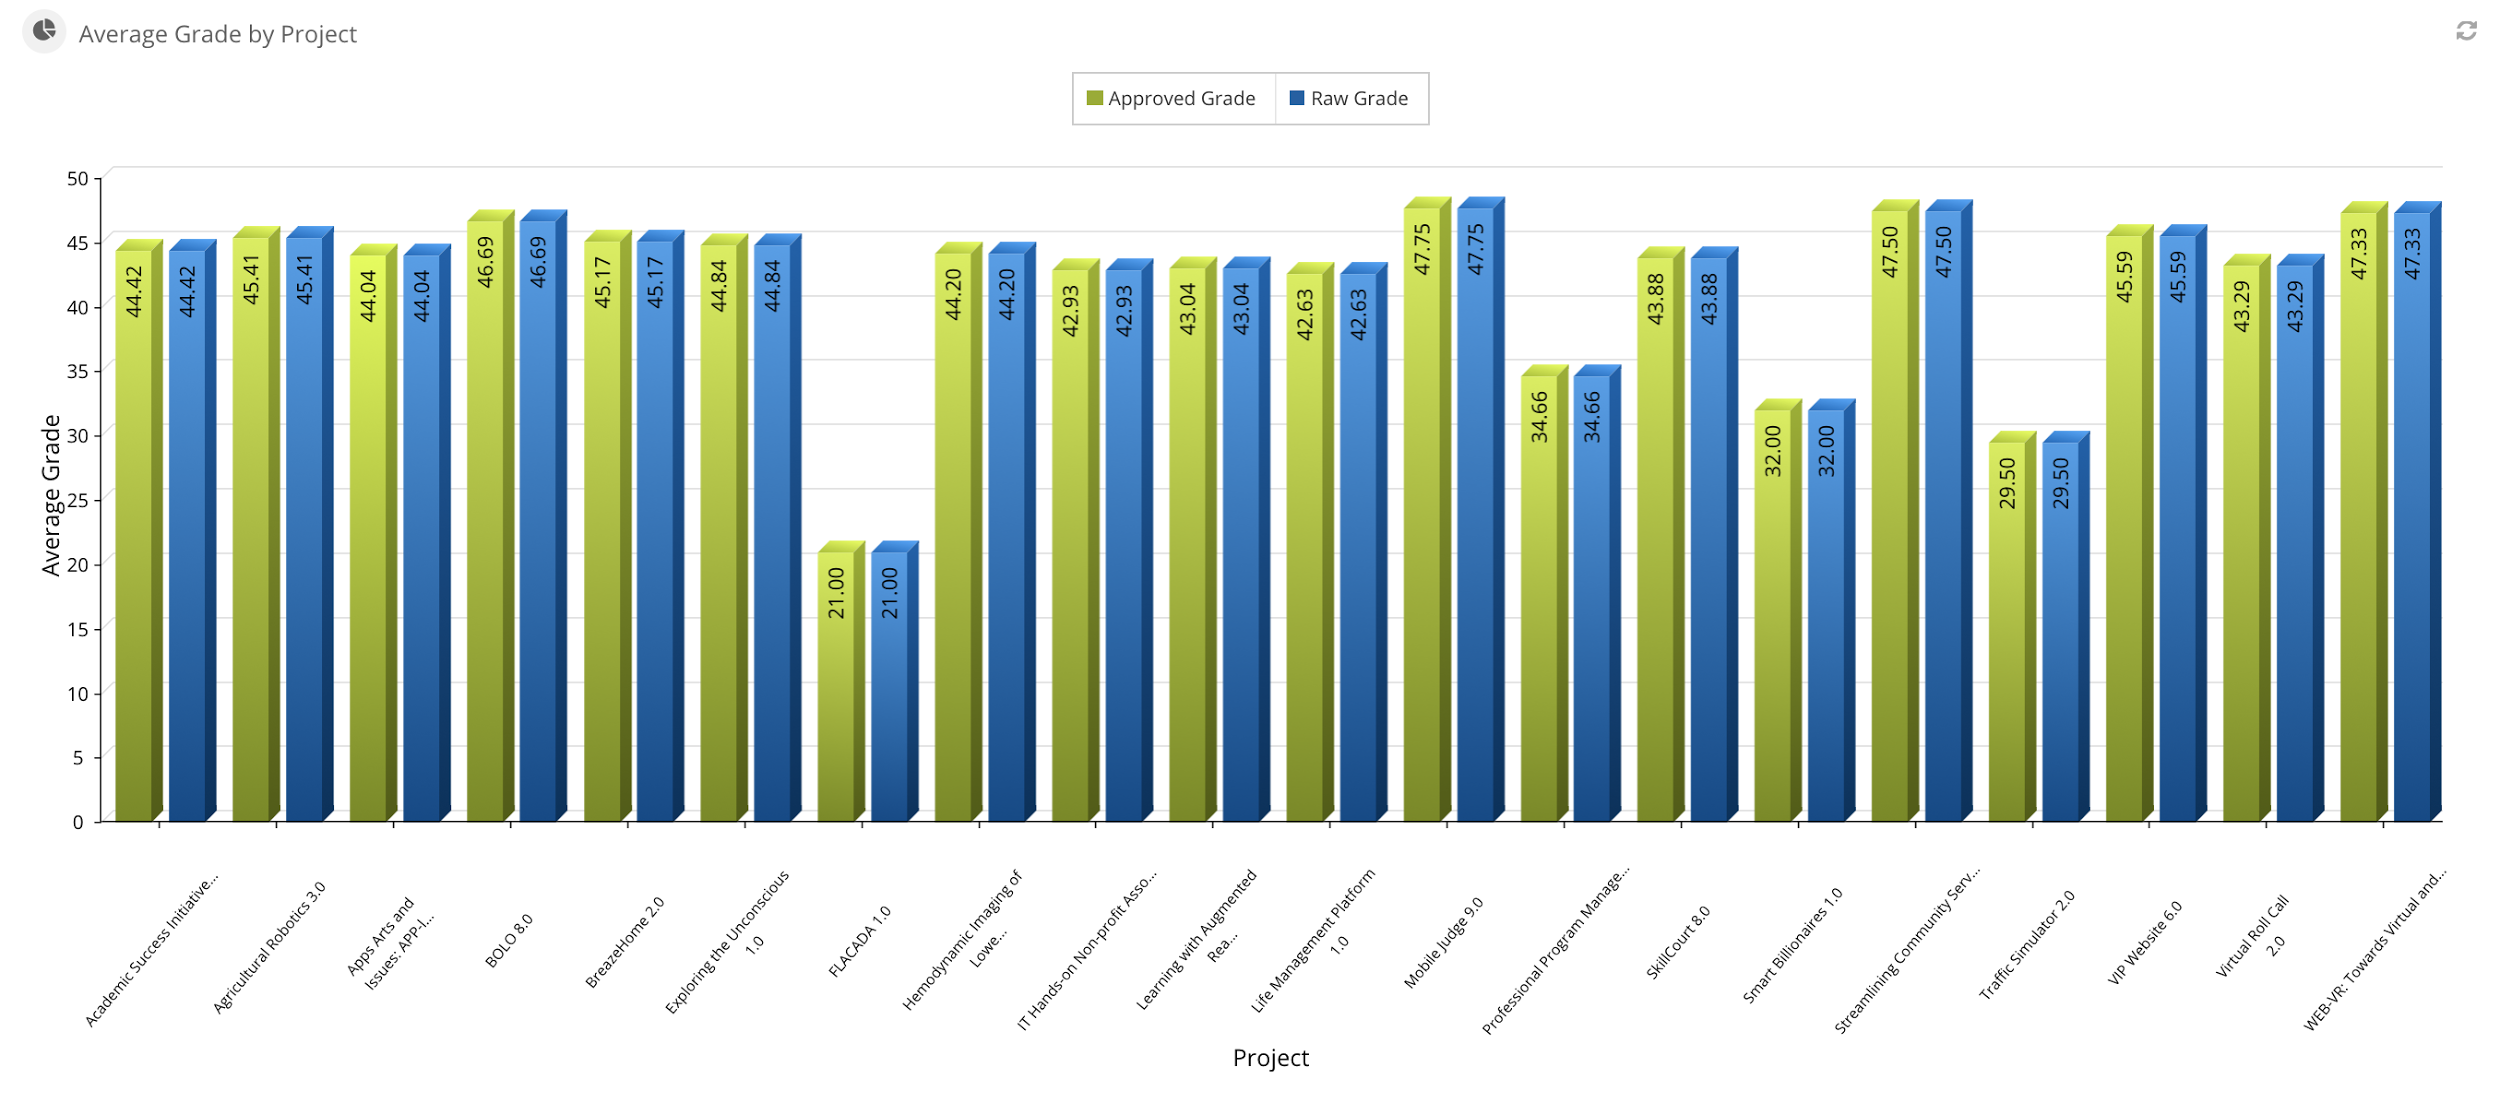 Average Grade by Project
Approved Grade
Raw Grade
Average Grade
50
45
40
35
30
25
20
15
10
5
0
44.42
44.42
45.41
45.41
44.04
44.04
46.69
46.69
45.17
45.17
44.84
44.84
21.00
21.00
44.20
44.20
42.93
42.93
43.04
43.04
42.63
42.63
47.75
47.75
34.66
34.66
43.88
43.88
32.00
32.00
47.50
47.50
29.50
29.50
45.59
45.59
43.29
43.29
47.33
47.33
Academic Success Initiative...
Agricultural Robotics 3.0
Apps Arts and
Issues: APP-I...
BOLO 8.0
BreazeHome 2.0
Exploring the Unconscious
1.0
FLACADA 1.0
Hemodynamic Imaging of
Lowe...
IT Hands-on Non-profit Asso...
Learning with Augmented
Rea...
Life Management Platform
1.0
Mobile Judge 9.0
Professional Program Manage...
SkillCourt 8.0
Smart Billionaires 1.0
Streamlining Community Serv...
Traffic Simulator 2.0
VIP Website 6.0
Virtual Roll Call
2.0
WEB-VR: Towards Virtual and...
Project